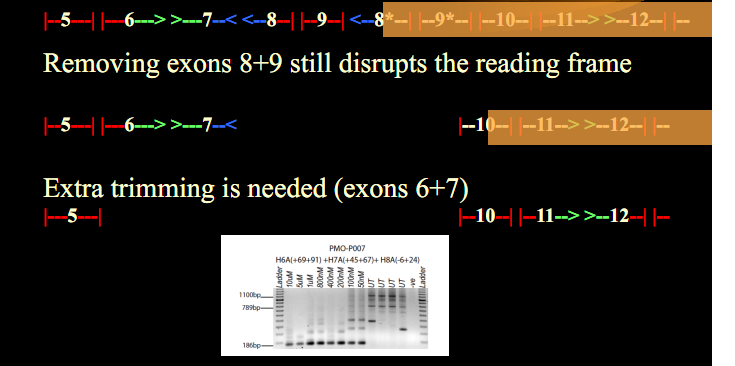 |--5---| |---6---> >---7--< <--8--| |--9--| <--8*--| |--9*--| |--10--| |--11--> >--12--| |--
Removing exons 8+9 still disrupts the reading frame
|--5---| |---6---> >---7--< |--10--| |--11--> >--12--| |--
Extra trimming is needed (exons 6+7)
|---5---| |--10--| |--11--> >--12--| |--
PMO-P007
H6A(+69+91) +H7A(+45+67)+ H8A(-6+24)
Ladder 10uM 5uM 1uM 800nM 400nM 200nM 100nM 50nM UT UT UT UT -ve Ladder
1100bp
789bp
186bp